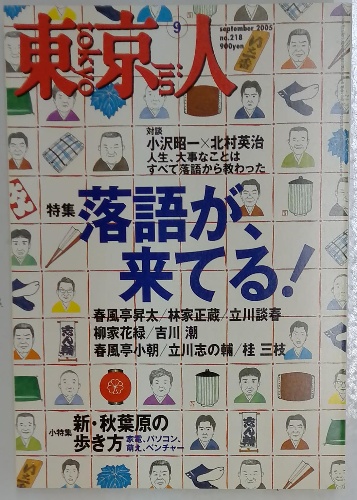 東京人
tokyo jin
9
september 2005
no.218
900yen
対談
小沢昭一×北村英治
人生、大事なことは
すべて落語から教わった
特集
落語が、
来てる!
春風亭昇太/林家正蔵/立川談春
柳家花緑/吉川 潮
春風亭小朝/立川志の輔/桂 三枝
小特集
新・秋葉原の
歩き方
家電、パソコン、
萌え、ベンチャー